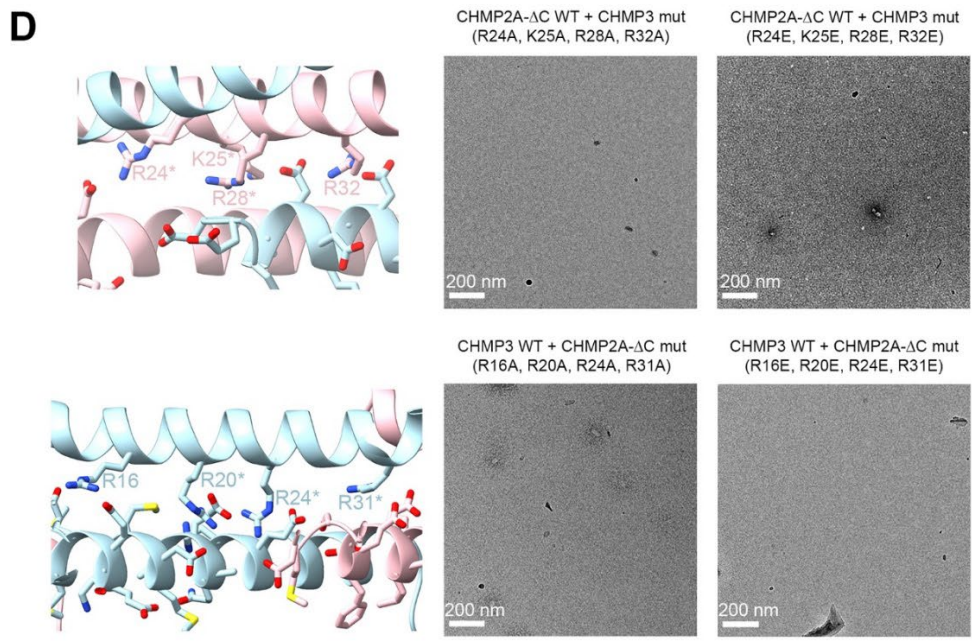 D
CHMP2A-ΔC WT + CHMP3 mut
(R24A, K25A, R28A, R32A)
CHMP2A-ΔC WT + CHMP3 mut
(R24E, K25E, R28E, R32E)
R24*
K25*
R28*
R32
200 nm
200 nm
CHMP3 WT + CHMP2A-ΔC mut
(R16A, R20A, R24A, R31A)
CHMP3 WT + CHMP2A-ΔC mut
(R16E, R20E, R24E, R31E)
R16
R20*
R24*
R31*
200 nm
200 nm